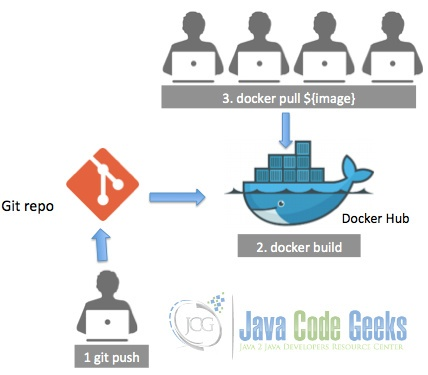 3. docker pull ${image}
Git repo
Docker Hub
2. docker build
1 git push
JCG
Java Code Geeks
JAVA 2 JAVA DEVELOPERS RESOURCE CENTER